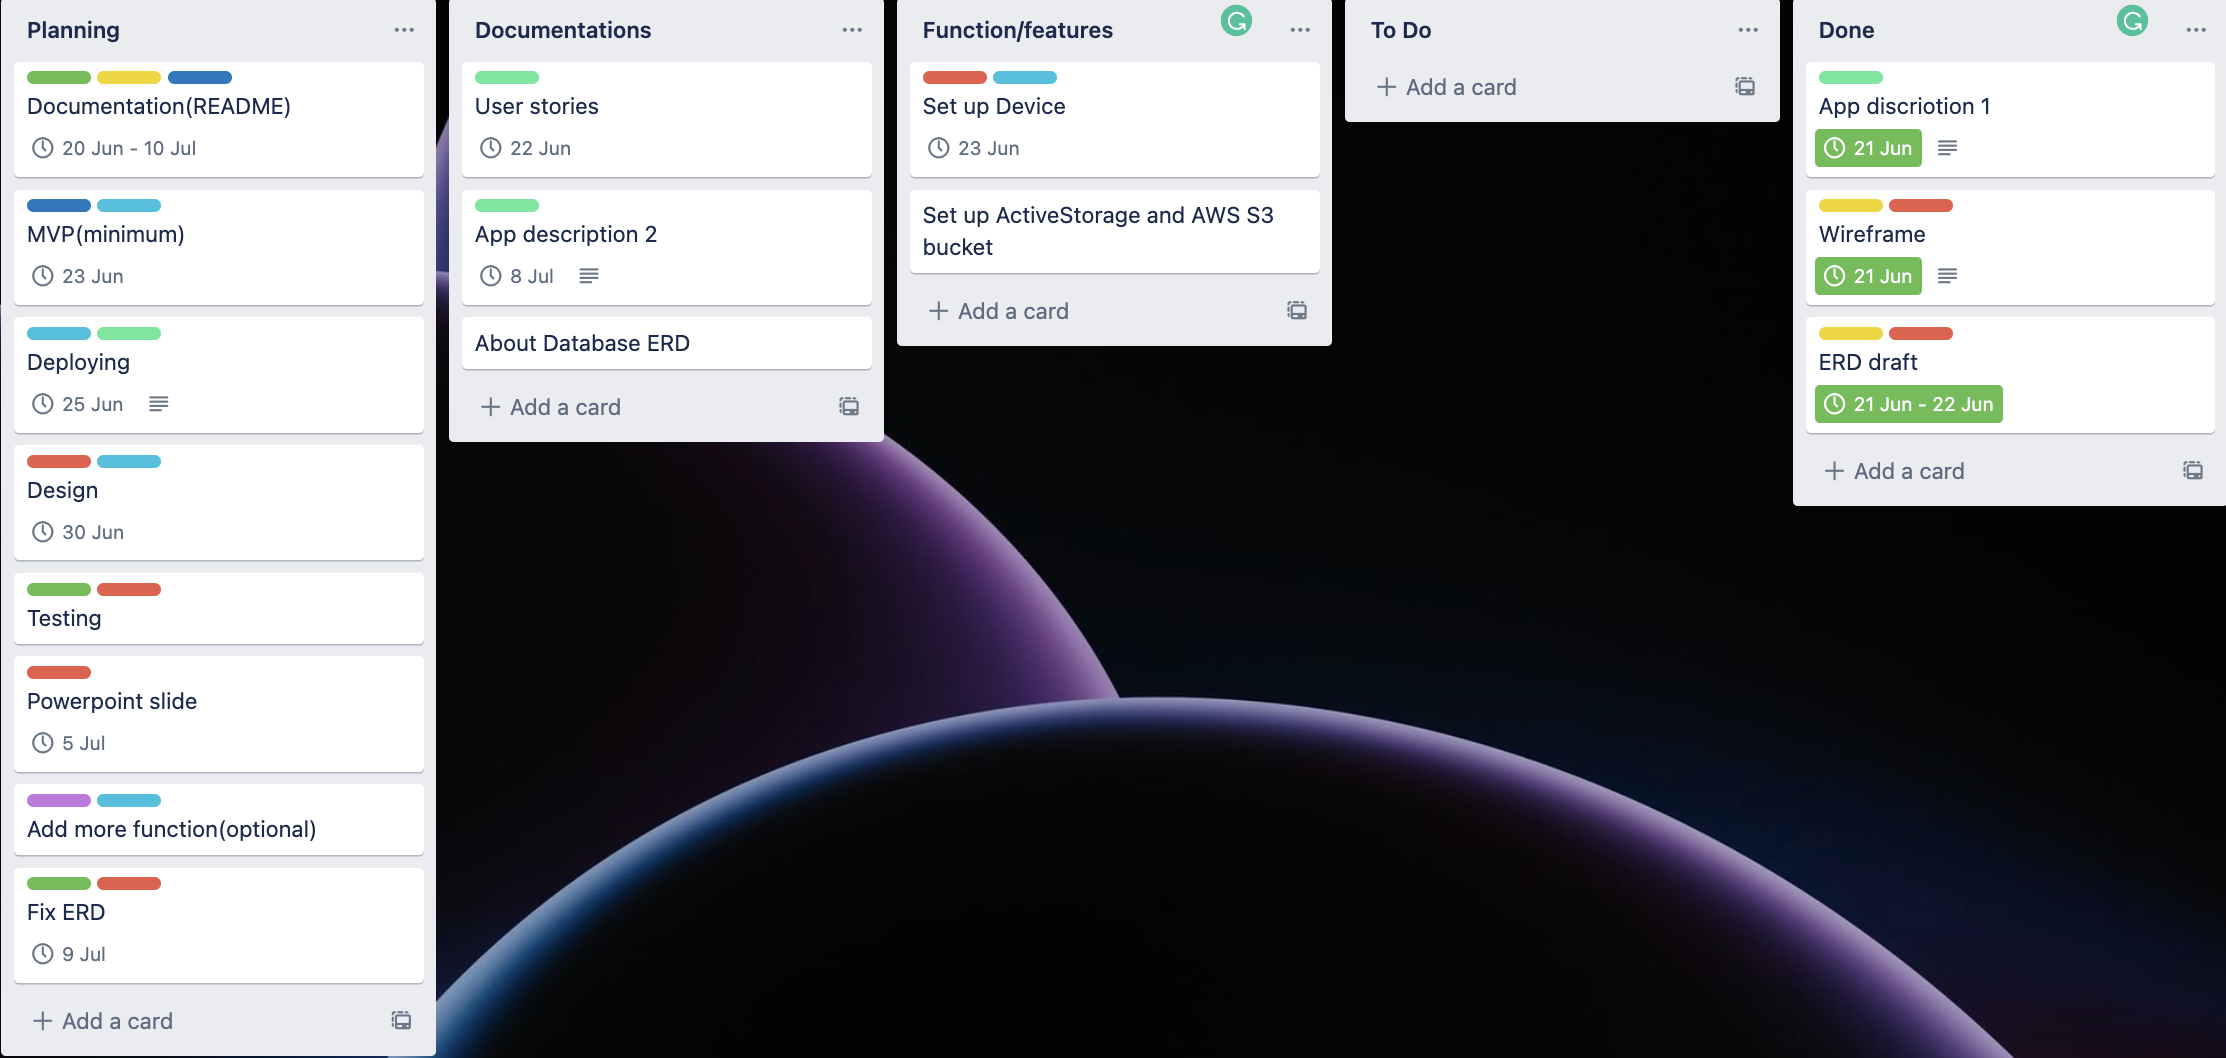 Planning
Documentation(README)
20 Jun - 10 Jul
MVP(minimum)
23 Jun
Deploying
25 Jun
Design
30 Jun
Testing
Powerpoint slide
5 Jul
Add more function(optional)
Fix ERD
9 Jul
Add a card
Documentations
User stories
22 Jun
App description 2
8 Jul
About Database ERD
Add a card
Function/features
Set up Device
23 Jun
Set up ActiveStorage and AWS S3
bucket
Add a card
To Do
Add a card
Done
App discriotion 1
21 Jun
Wireframe
21 Jun
ERD draft
21 Jun - 22 Jun
Add a card